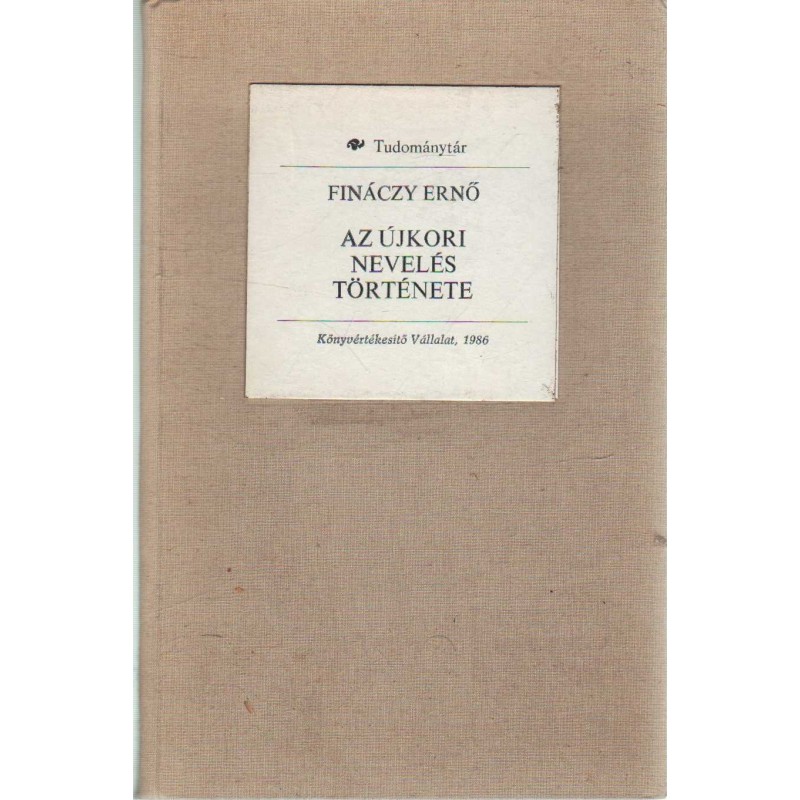 Tudománytár
FINÁCZY ERNŐ
AZ ÚJKORI
NEVELÉS
TÖRTÉNETE
Könyvértékesítő Vállalat, 1986